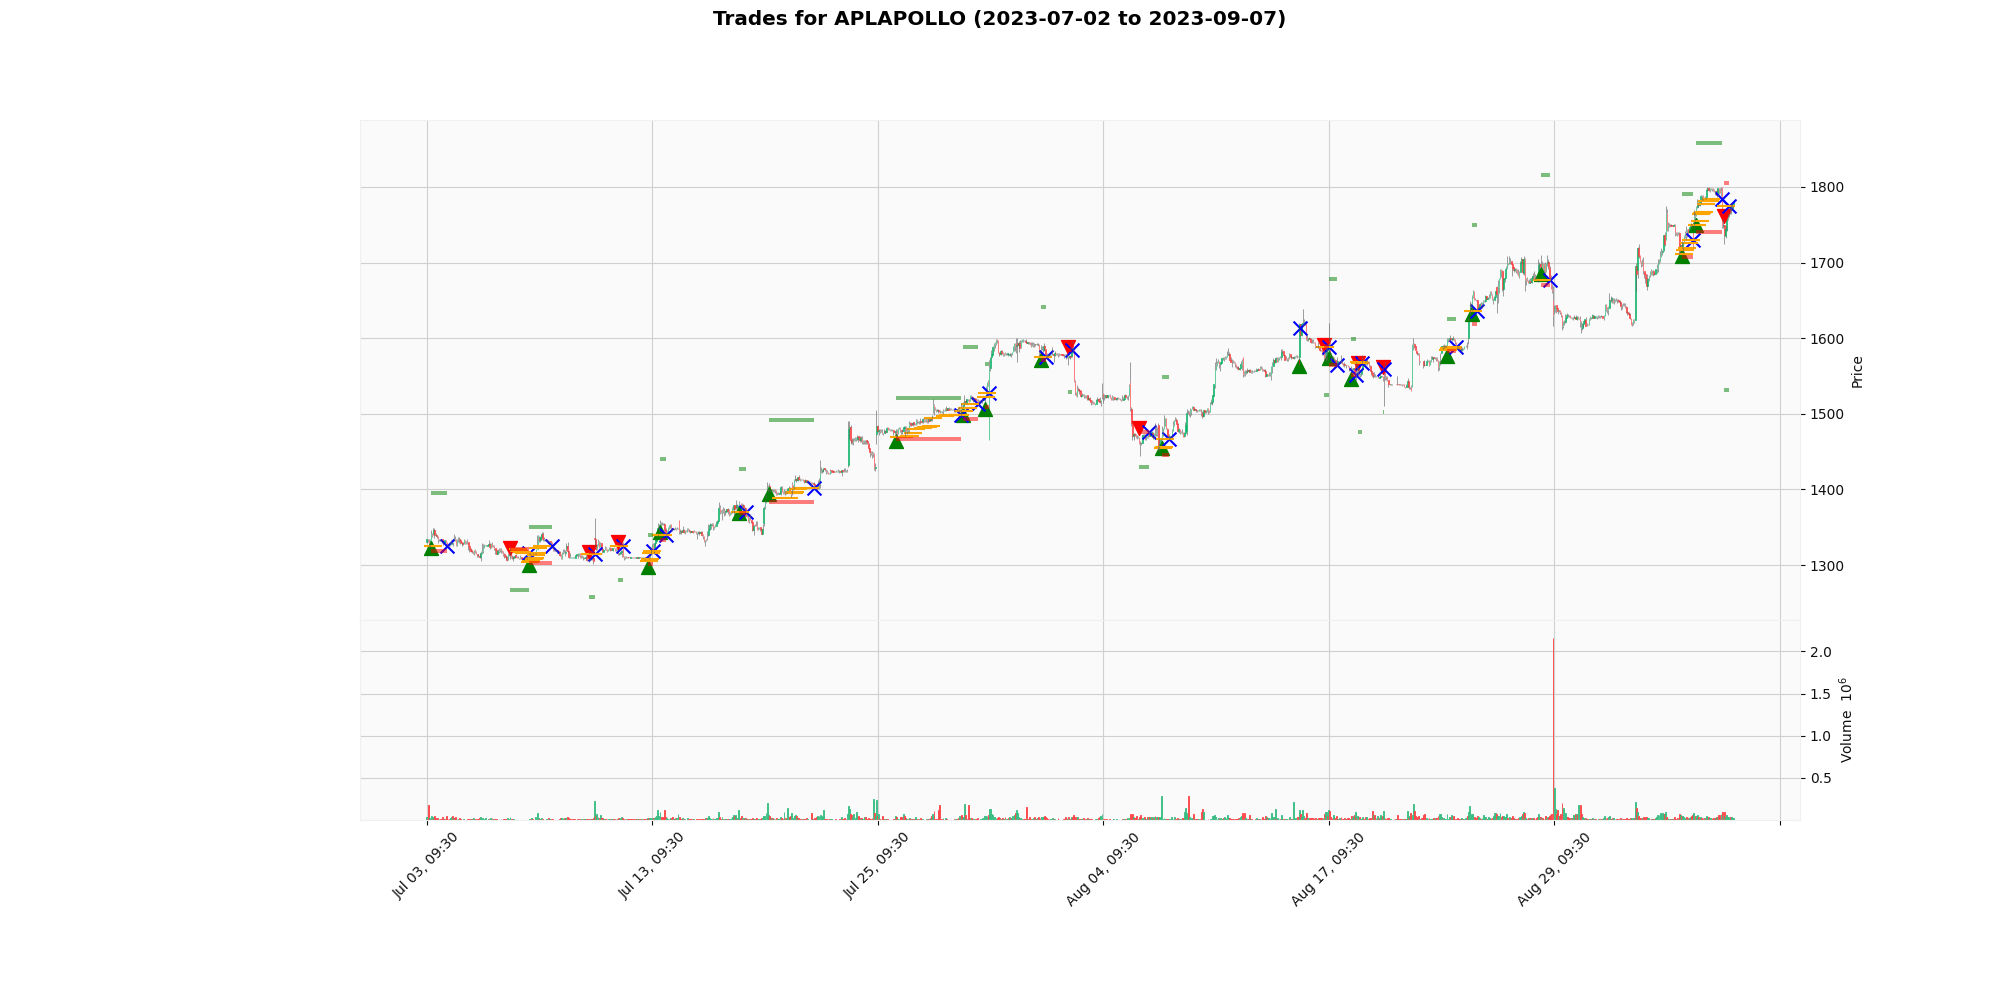 Trades for APLAPOLLO (2023-07-02 to 2023-09-07)
1800
1700
1600
1500
1400
1300
Price
2.0
1.5
1.0
0.5
Volume 10^6
Jul 03, 09:30
Jul 13, 09:30
Jul 25, 09:30
Aug 04, 09:30
Aug 17, 09:30
Aug 29, 09:30